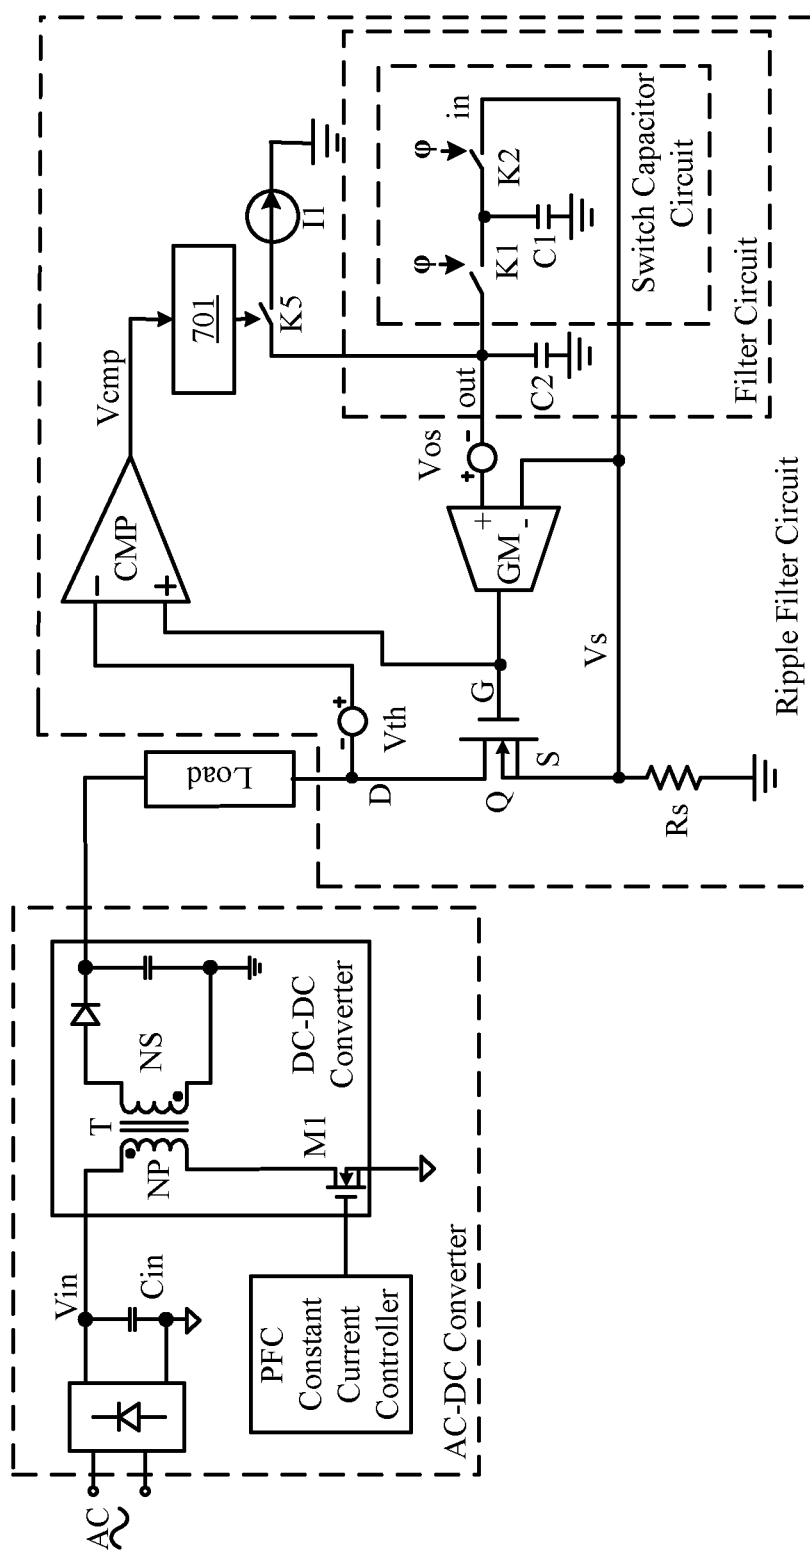 AC
AC-DC Converter
Vin
Cin
PFC
Constant
Current
Controller
T
NP
NS
M1
DC-DC
Converter
Load
D
Vth
- +
Q
G
S
Rs
Vs
CMP
− +
Vcmp
701
K5
I1
GM
+ -
Vos
+ -
out
C2
K1
φ
C1
K2
φ
in
Switch Capacitor
Circuit
Filter Circuit
Ripple Filter Circuit